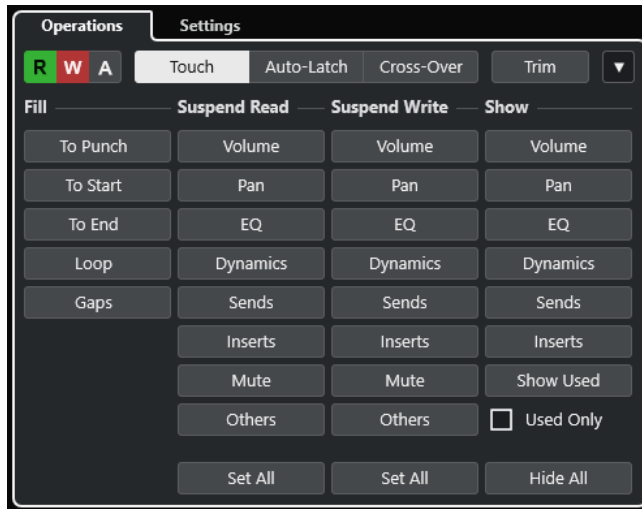 Operations Settings
R W A Touch Auto-Latch Cross-Over Trim
Fill Suspend Read Suspend Write Show
To Punch Volume Volume Volume
To Start Pan Pan Pan
To End EQ EQ EQ
Loop Dynamics Dynamics Dynamics
Gaps Sends Sends Sends
Inserts Inserts Inserts
Mute Mute Show Used
Others Others Used Only
Set All Set All Hide All